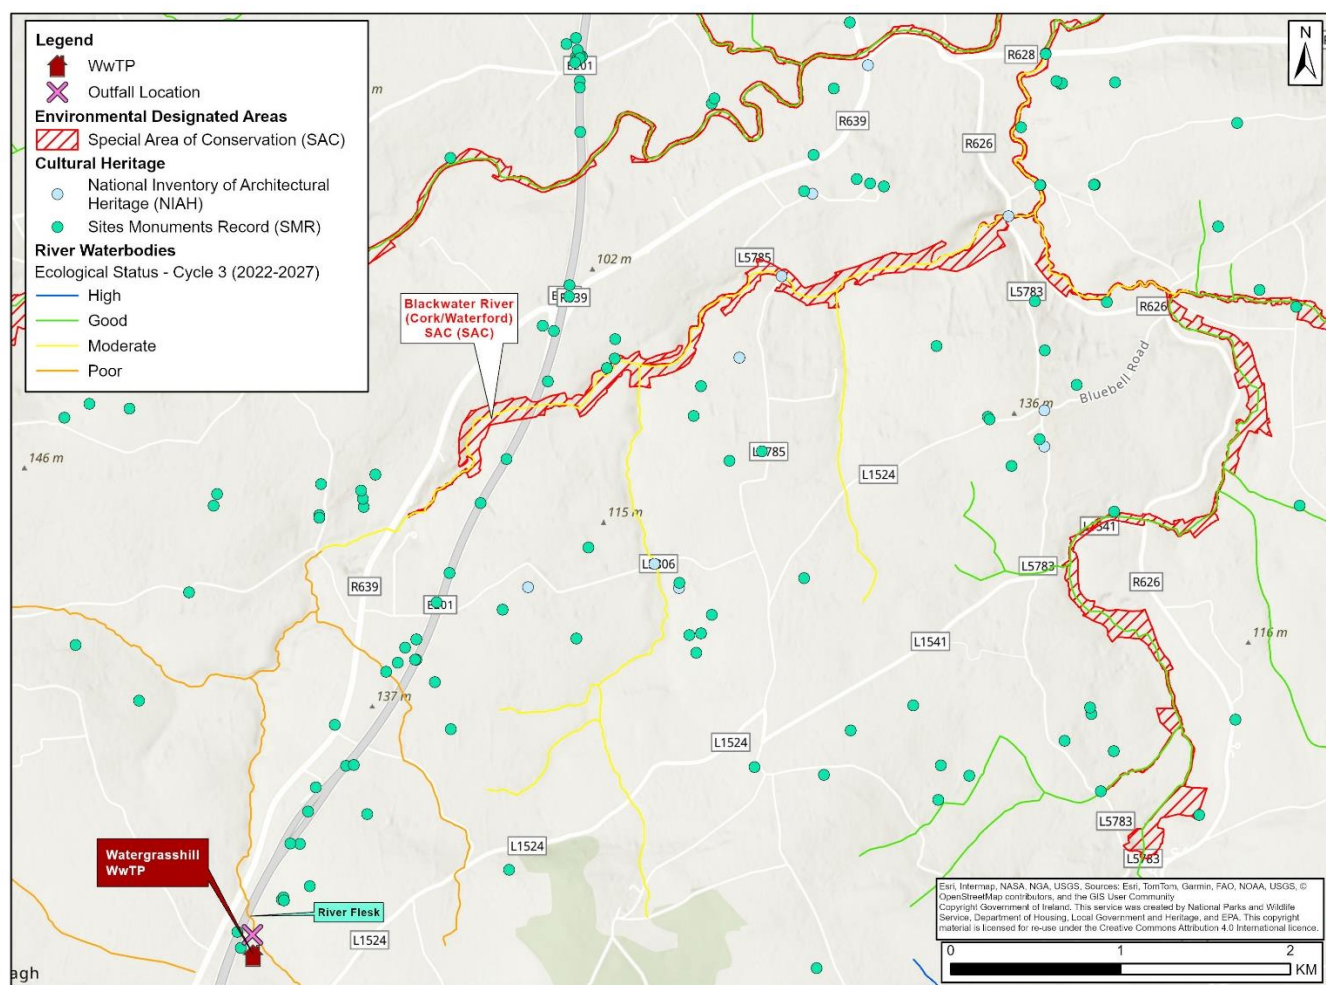 Legend
WwTP
Outfall Location
Environmental Designated Areas
Special Area of Conservation (SAC)
Cultural Heritage
National Inventory of Architectural
Heritage (NIAH)
Sites Monuments Record (SMR)
River Waterbodies
Ecological Status - Cycle 3 (2022-2027)
High
Good
Moderate
Poor
N
R628
R639
R626
102 m
L5785
L5783
R626
Blackwater River
(Cork/Waterford)
SAC (SAC)
Bluebell Road
136 m
146 m
L1524
115 m
L5783
R639
R626
L1541
116 m
137 m
L1524
L5783
L1524
L5783
Watergrasshill
WwTP
River Flesk
L1524
agh
Esri, Intermap, NASA, NGA, USGS, Sources: Esri, TomTom, Garmin, FAO, NOAA, USGS, ©
OpenStreetMap contributors, and the GIS User Community
Copyright Government of Ireland. This service was created by National Parks and Wildlife
Service, Department of Housing, Local Government and Heritage, and EPA. This copyright
material is licensed for re-use under the Creative Commons Attribution 4.0 International licence.
0 1 2
KM